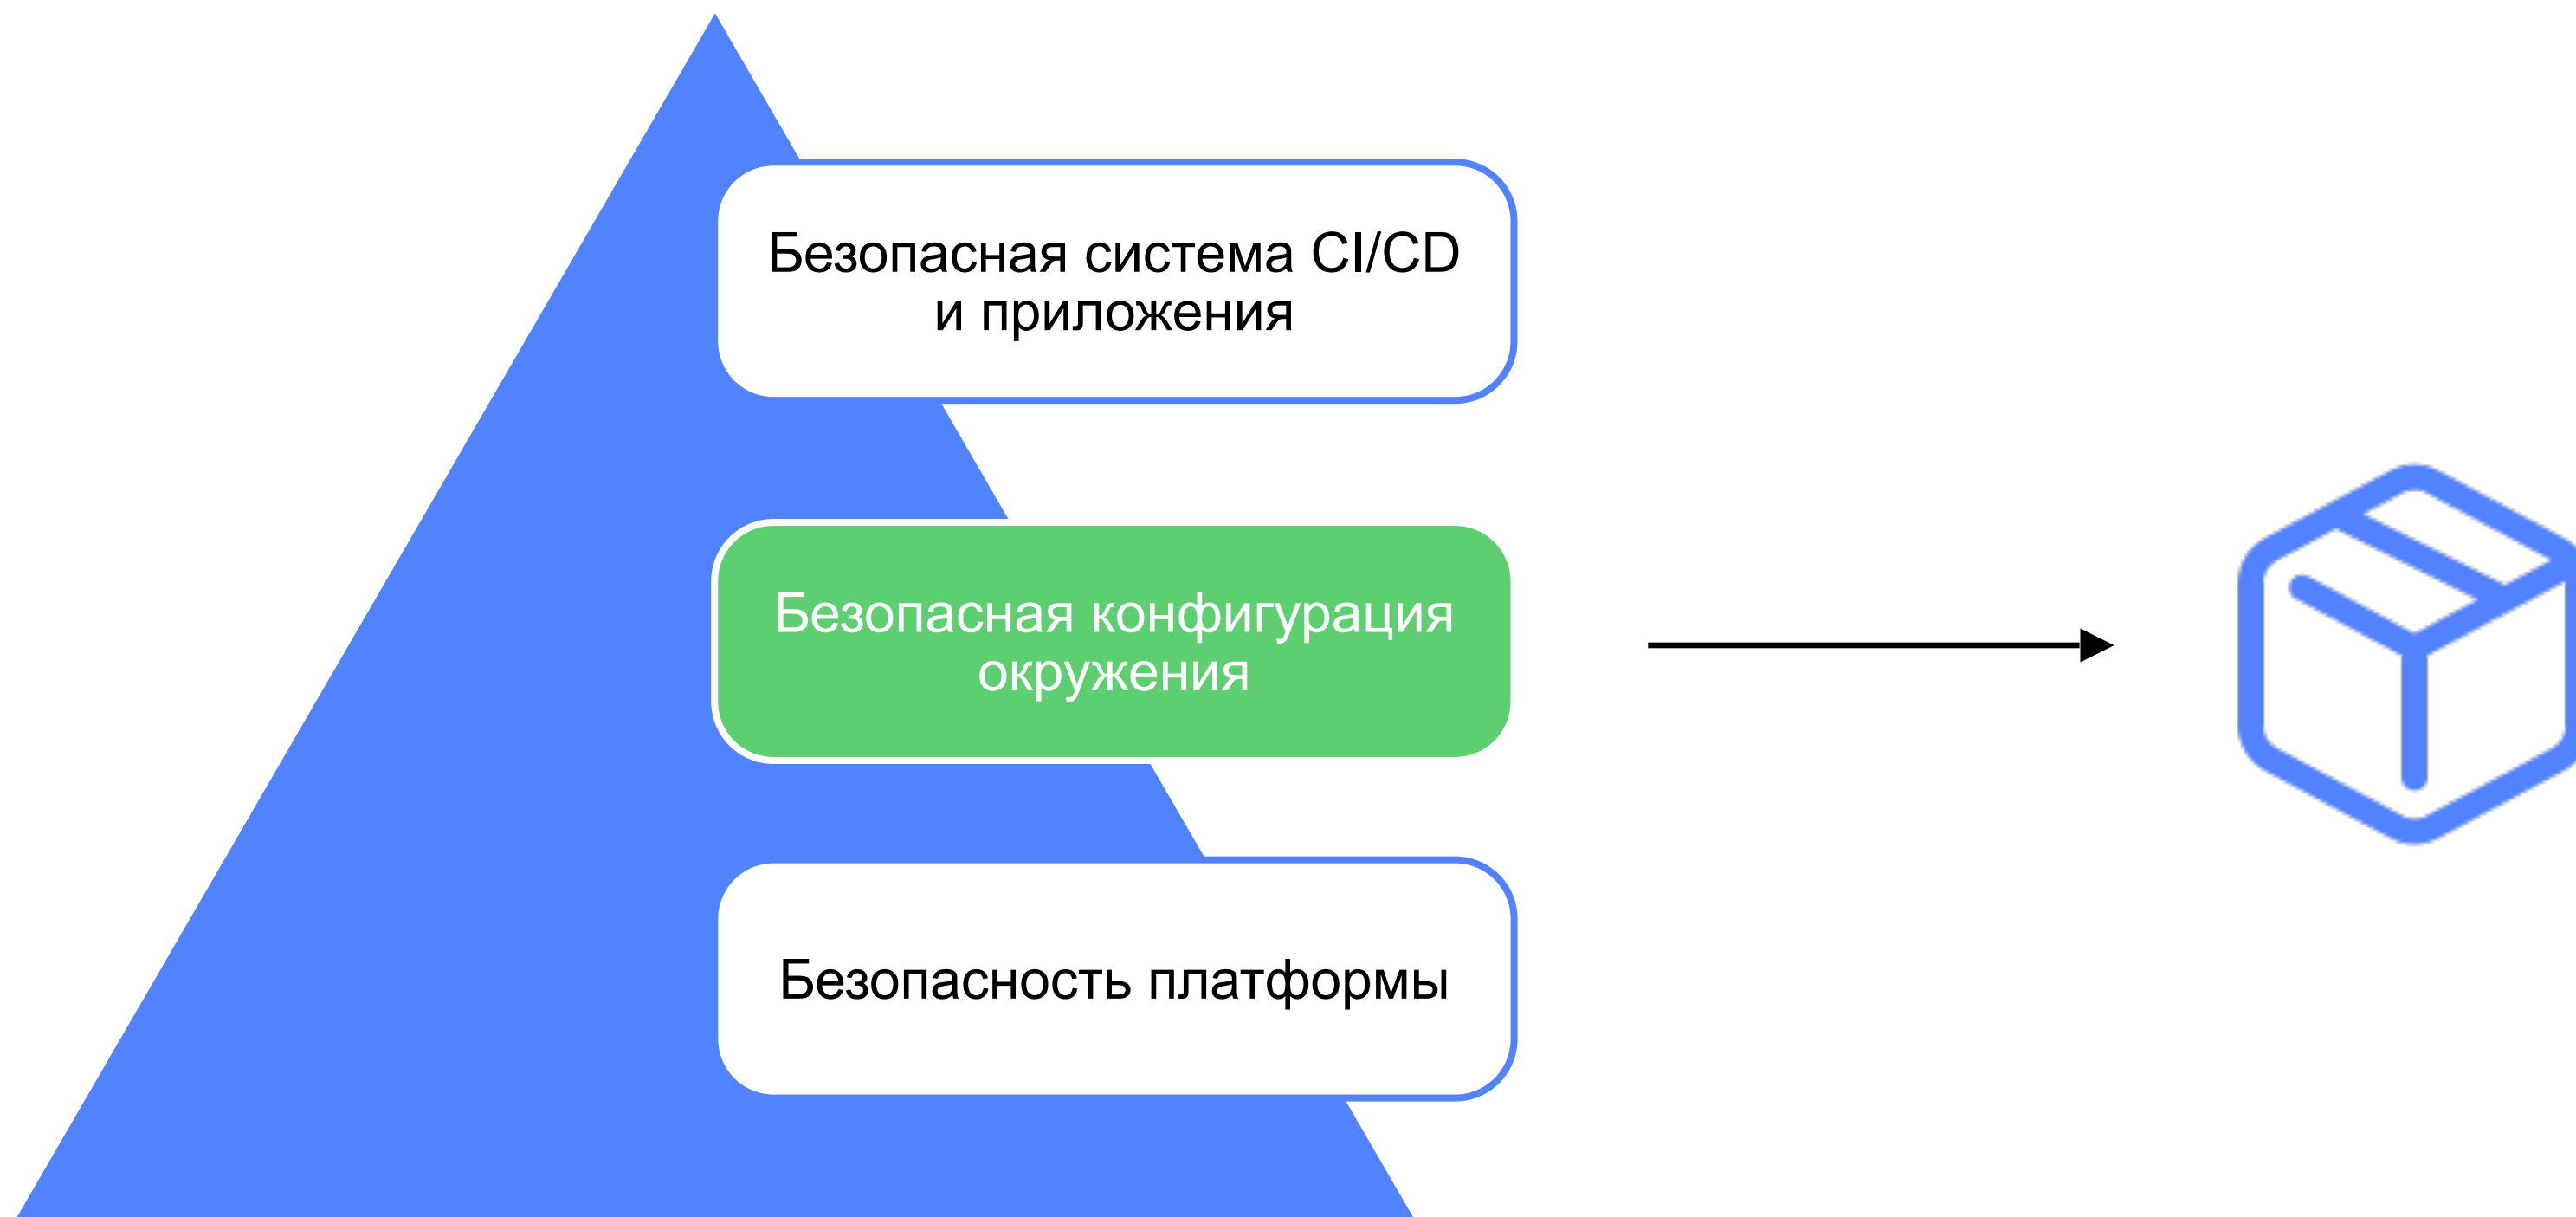 Безопасная система CI/CD
и приложения
Безопасная конфигурация
окружения
Безопасность платформы